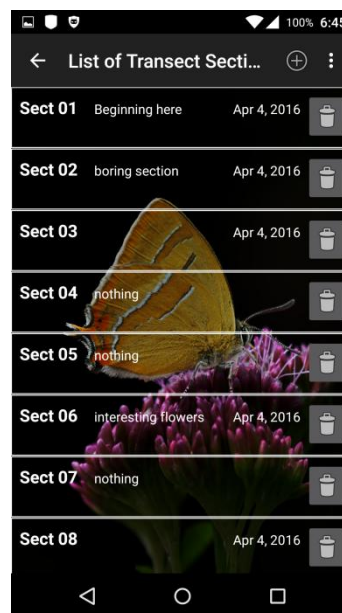 100% 6:45
List of Transect Secti...
Sect 01 Beginning here Apr 4, 2016
Sect 02 boring section Apr 4, 2016
Sect 03 Apr 4, 2016
Sect 04 nothing
Sect 05 nothing
Sect 06 interesting flowers Apr 4, 2016
Sect 07 nothing
Sect 08 Apr 4, 2016